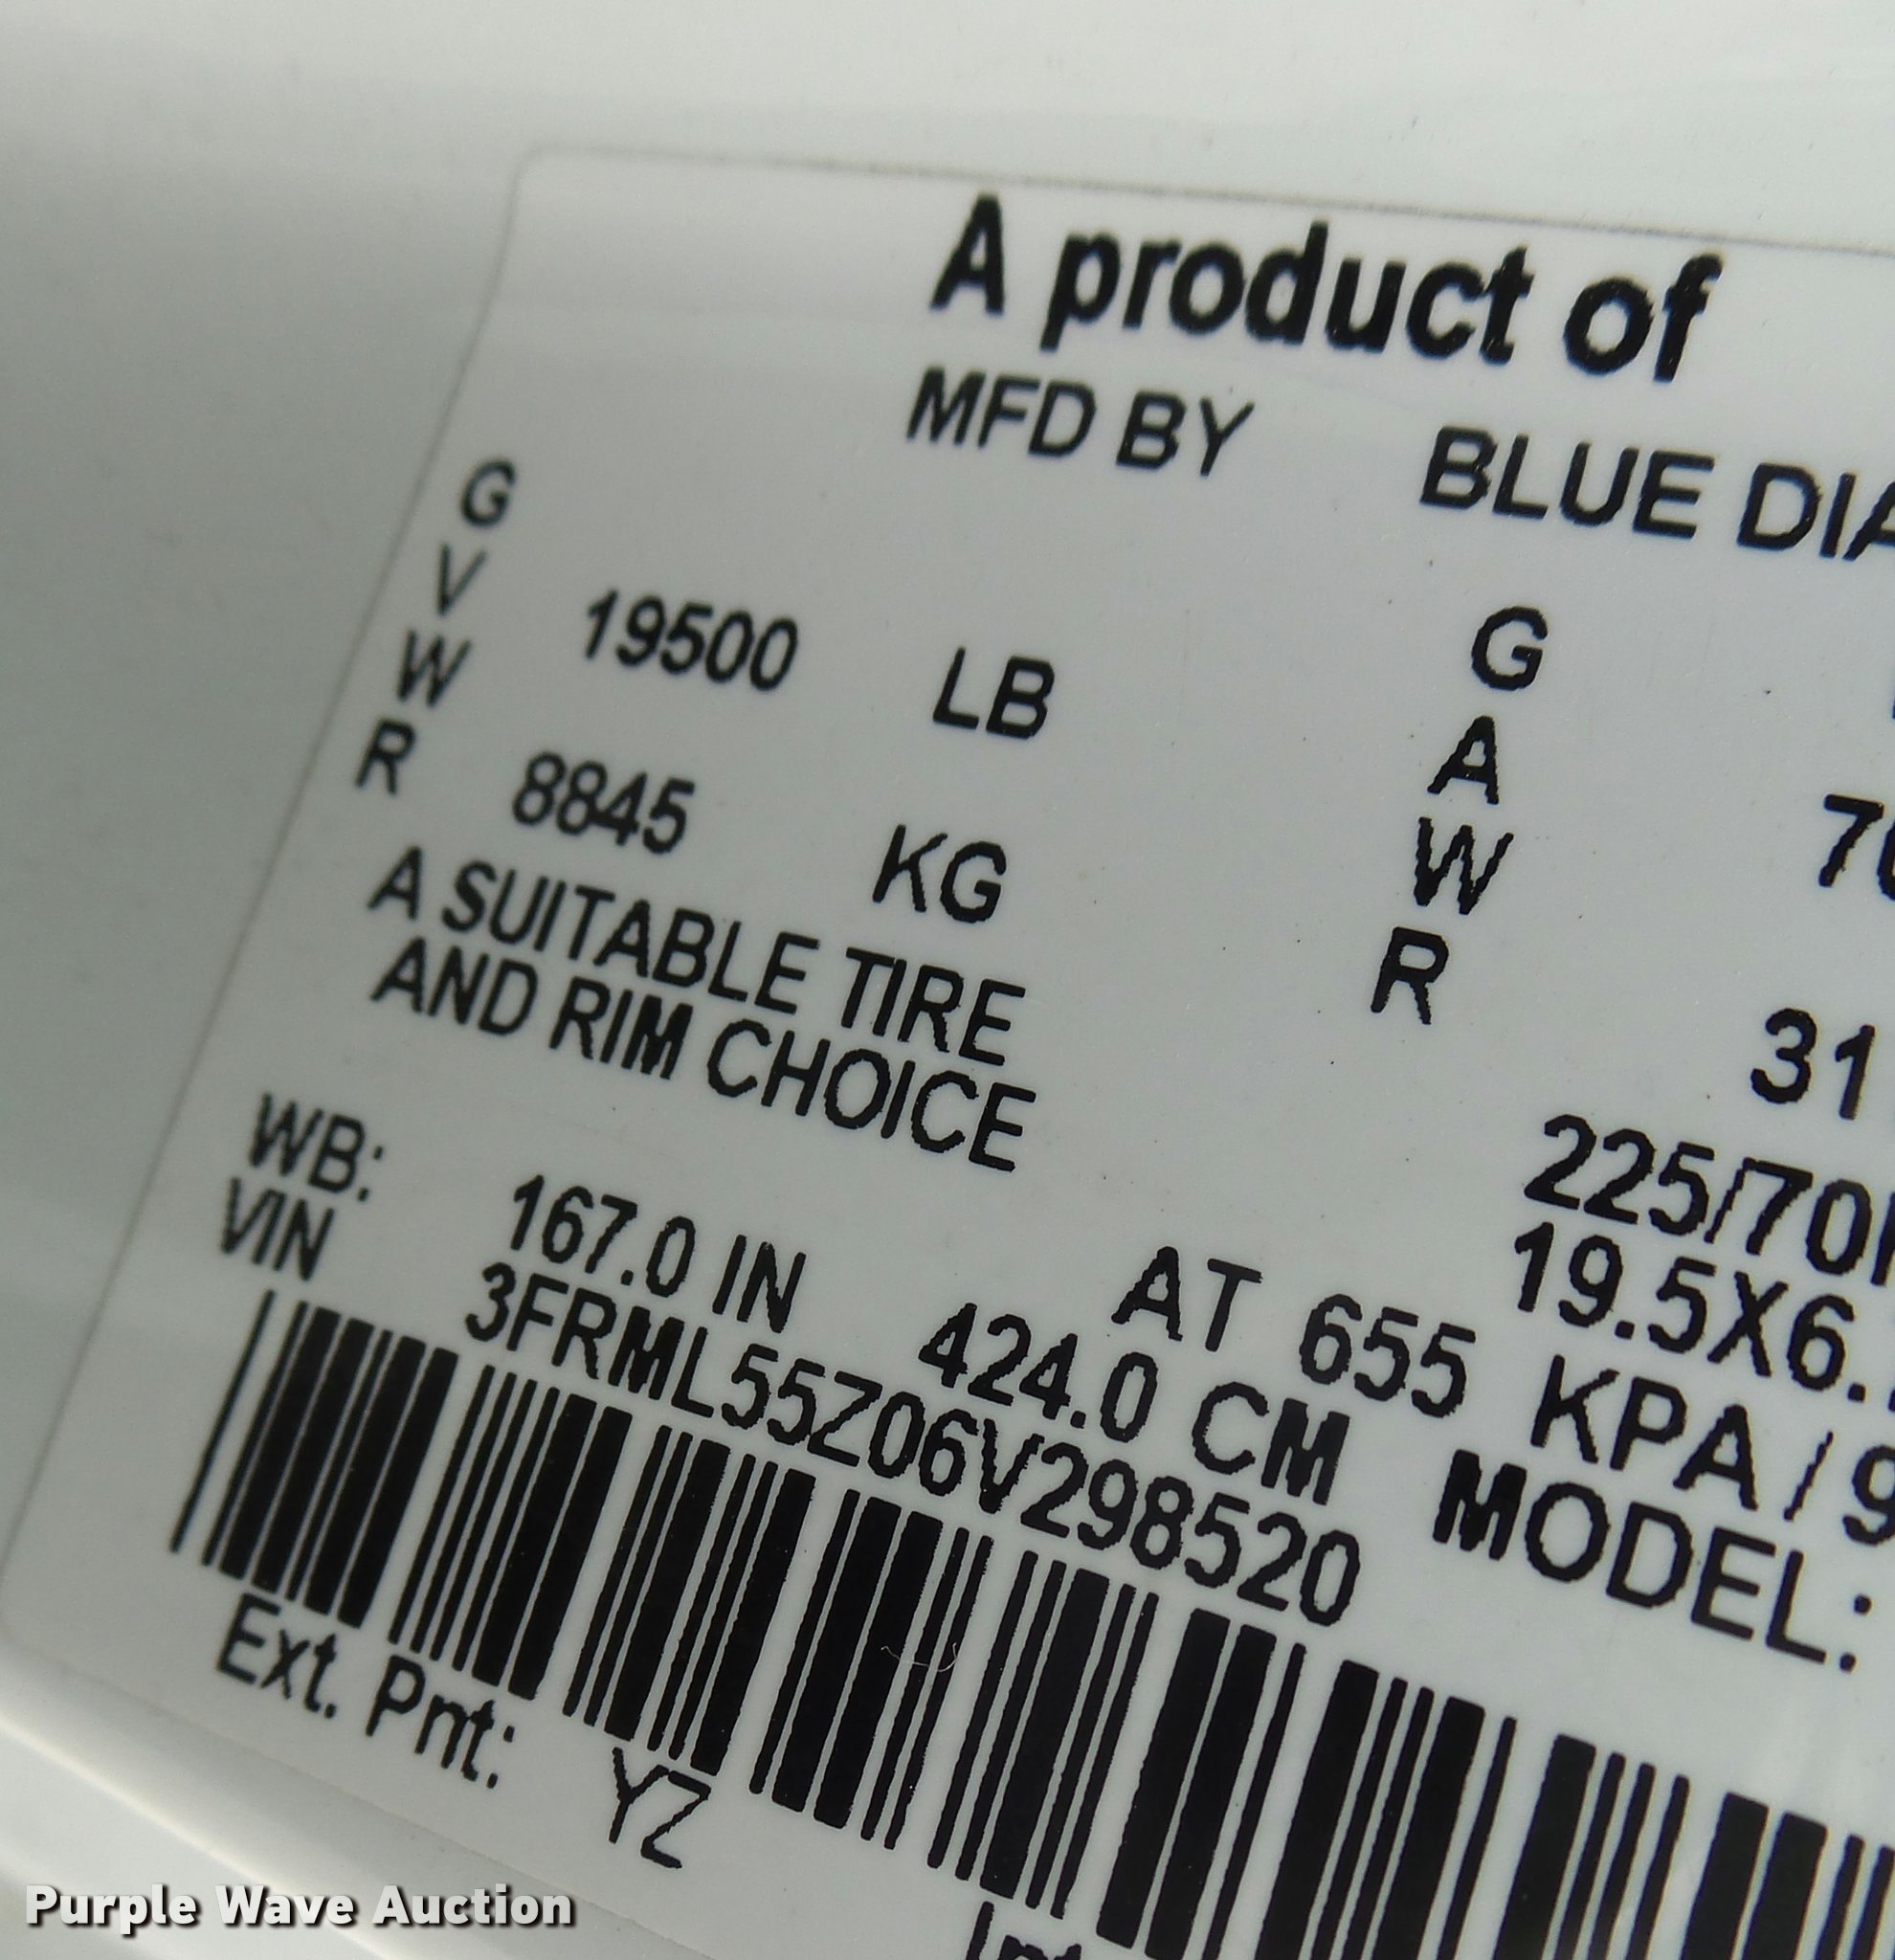 A product of
MFD BY BLUE DIA
G
V
W
R
19500 LB
8845 KG
G
A
W
R
31
A SUITABLE TIRE
AND RIM CHOICE
225/70
19.5X6.
WB: 167.0 IN 424.0 CM
AT 655 KPA / 9
VIN 3FRML55Z06V298520
MODEL:
Ext. Pnt: YZ
Purple Wave Auction